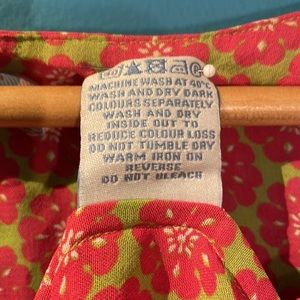 MACHINE WASH AT 40°C
WASH AND DRY DARK
COLOURS SEPARATELY
WASH AND DRY
INSIDE OUT TO
REDUCE COLOUR LOSS
DO NOT TUMBLE DRY
WARM IRON ON
REVERSE
DO NOT BLEACH